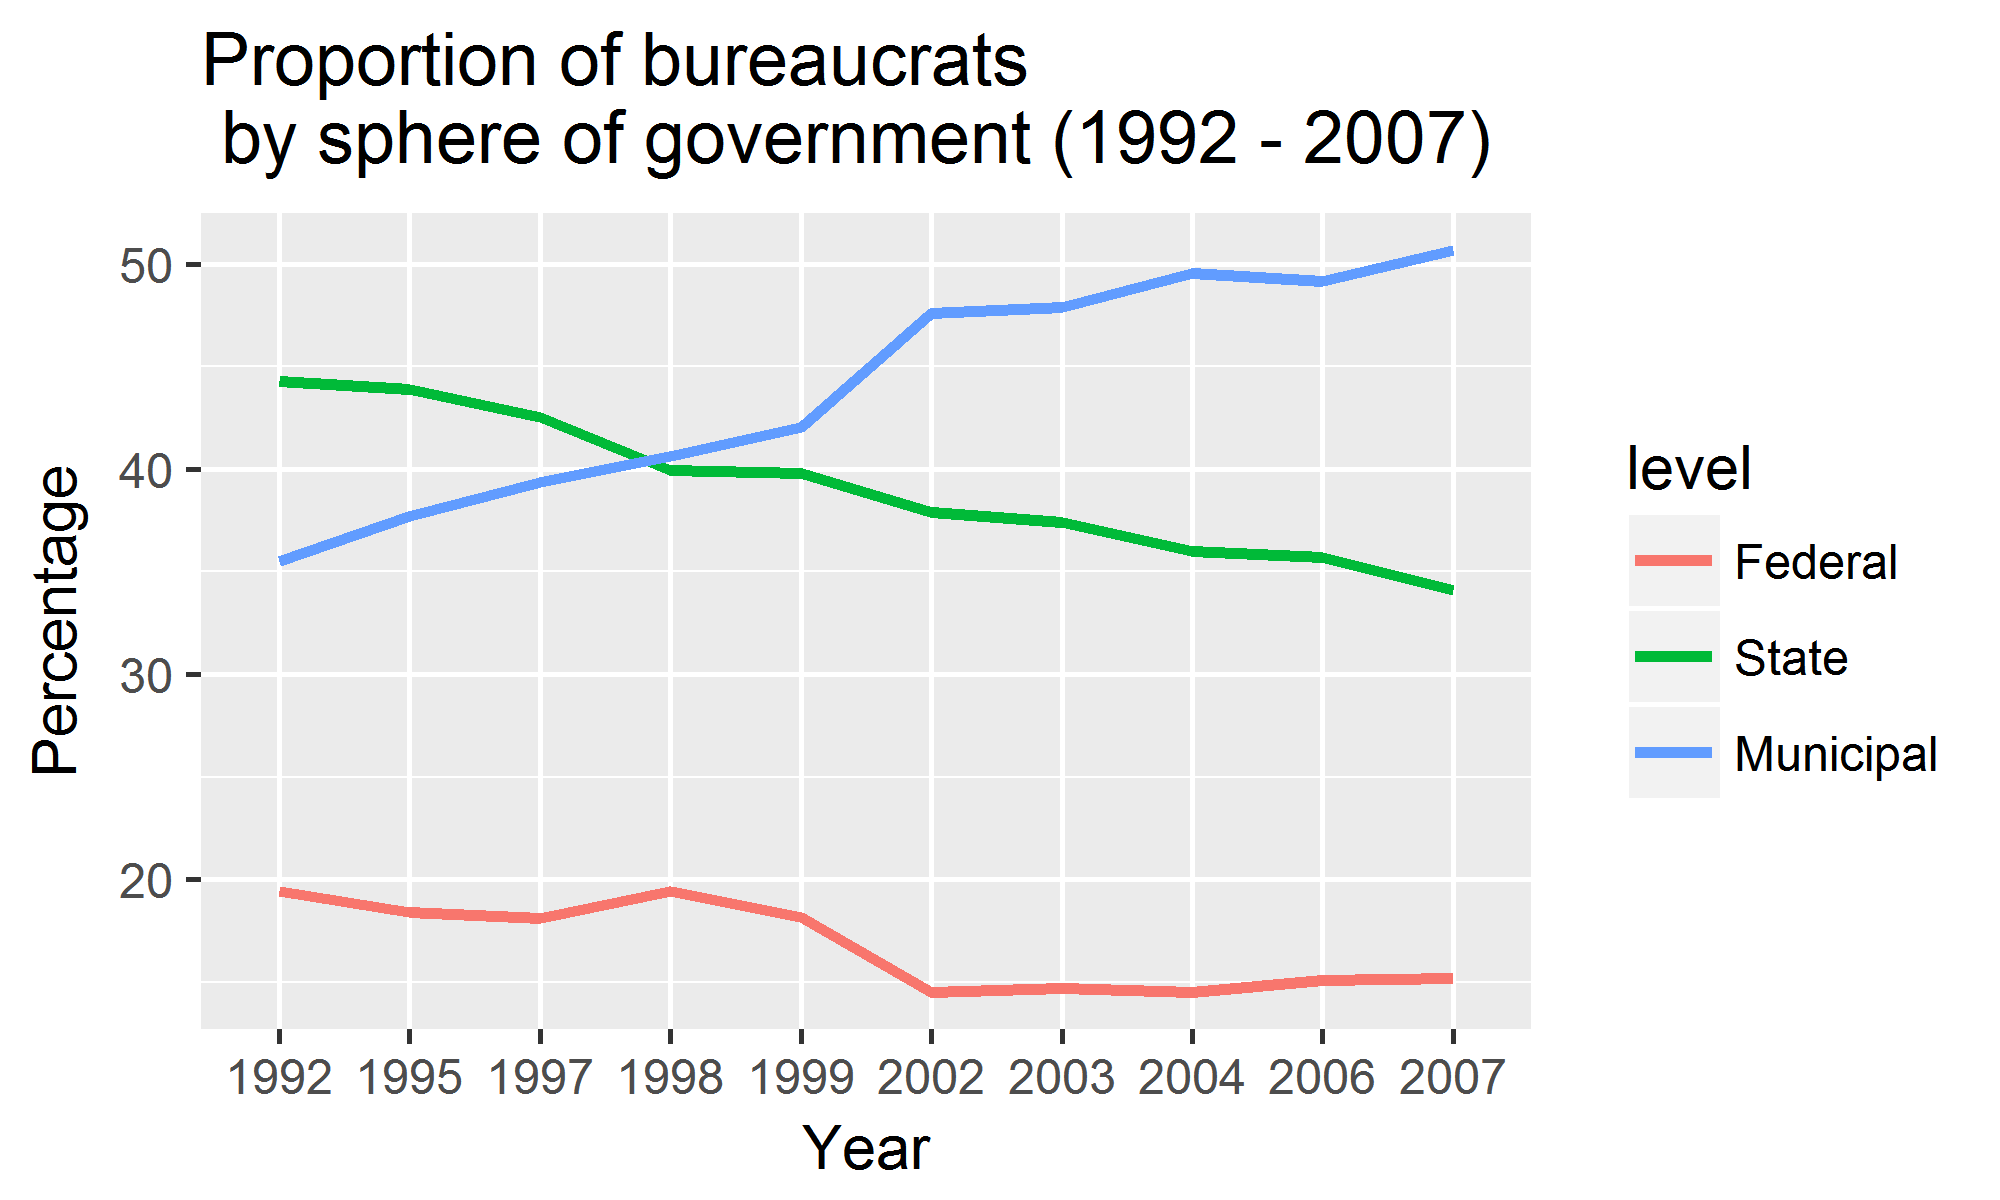 Proportion of bureaucrats
by sphere of government (1992 - 2007)
50
40
30
20
Percentage
1992 1995 1997 1998 1999 2002 2003 2004 2006 2007
Year
level
Federal
State
Municipal